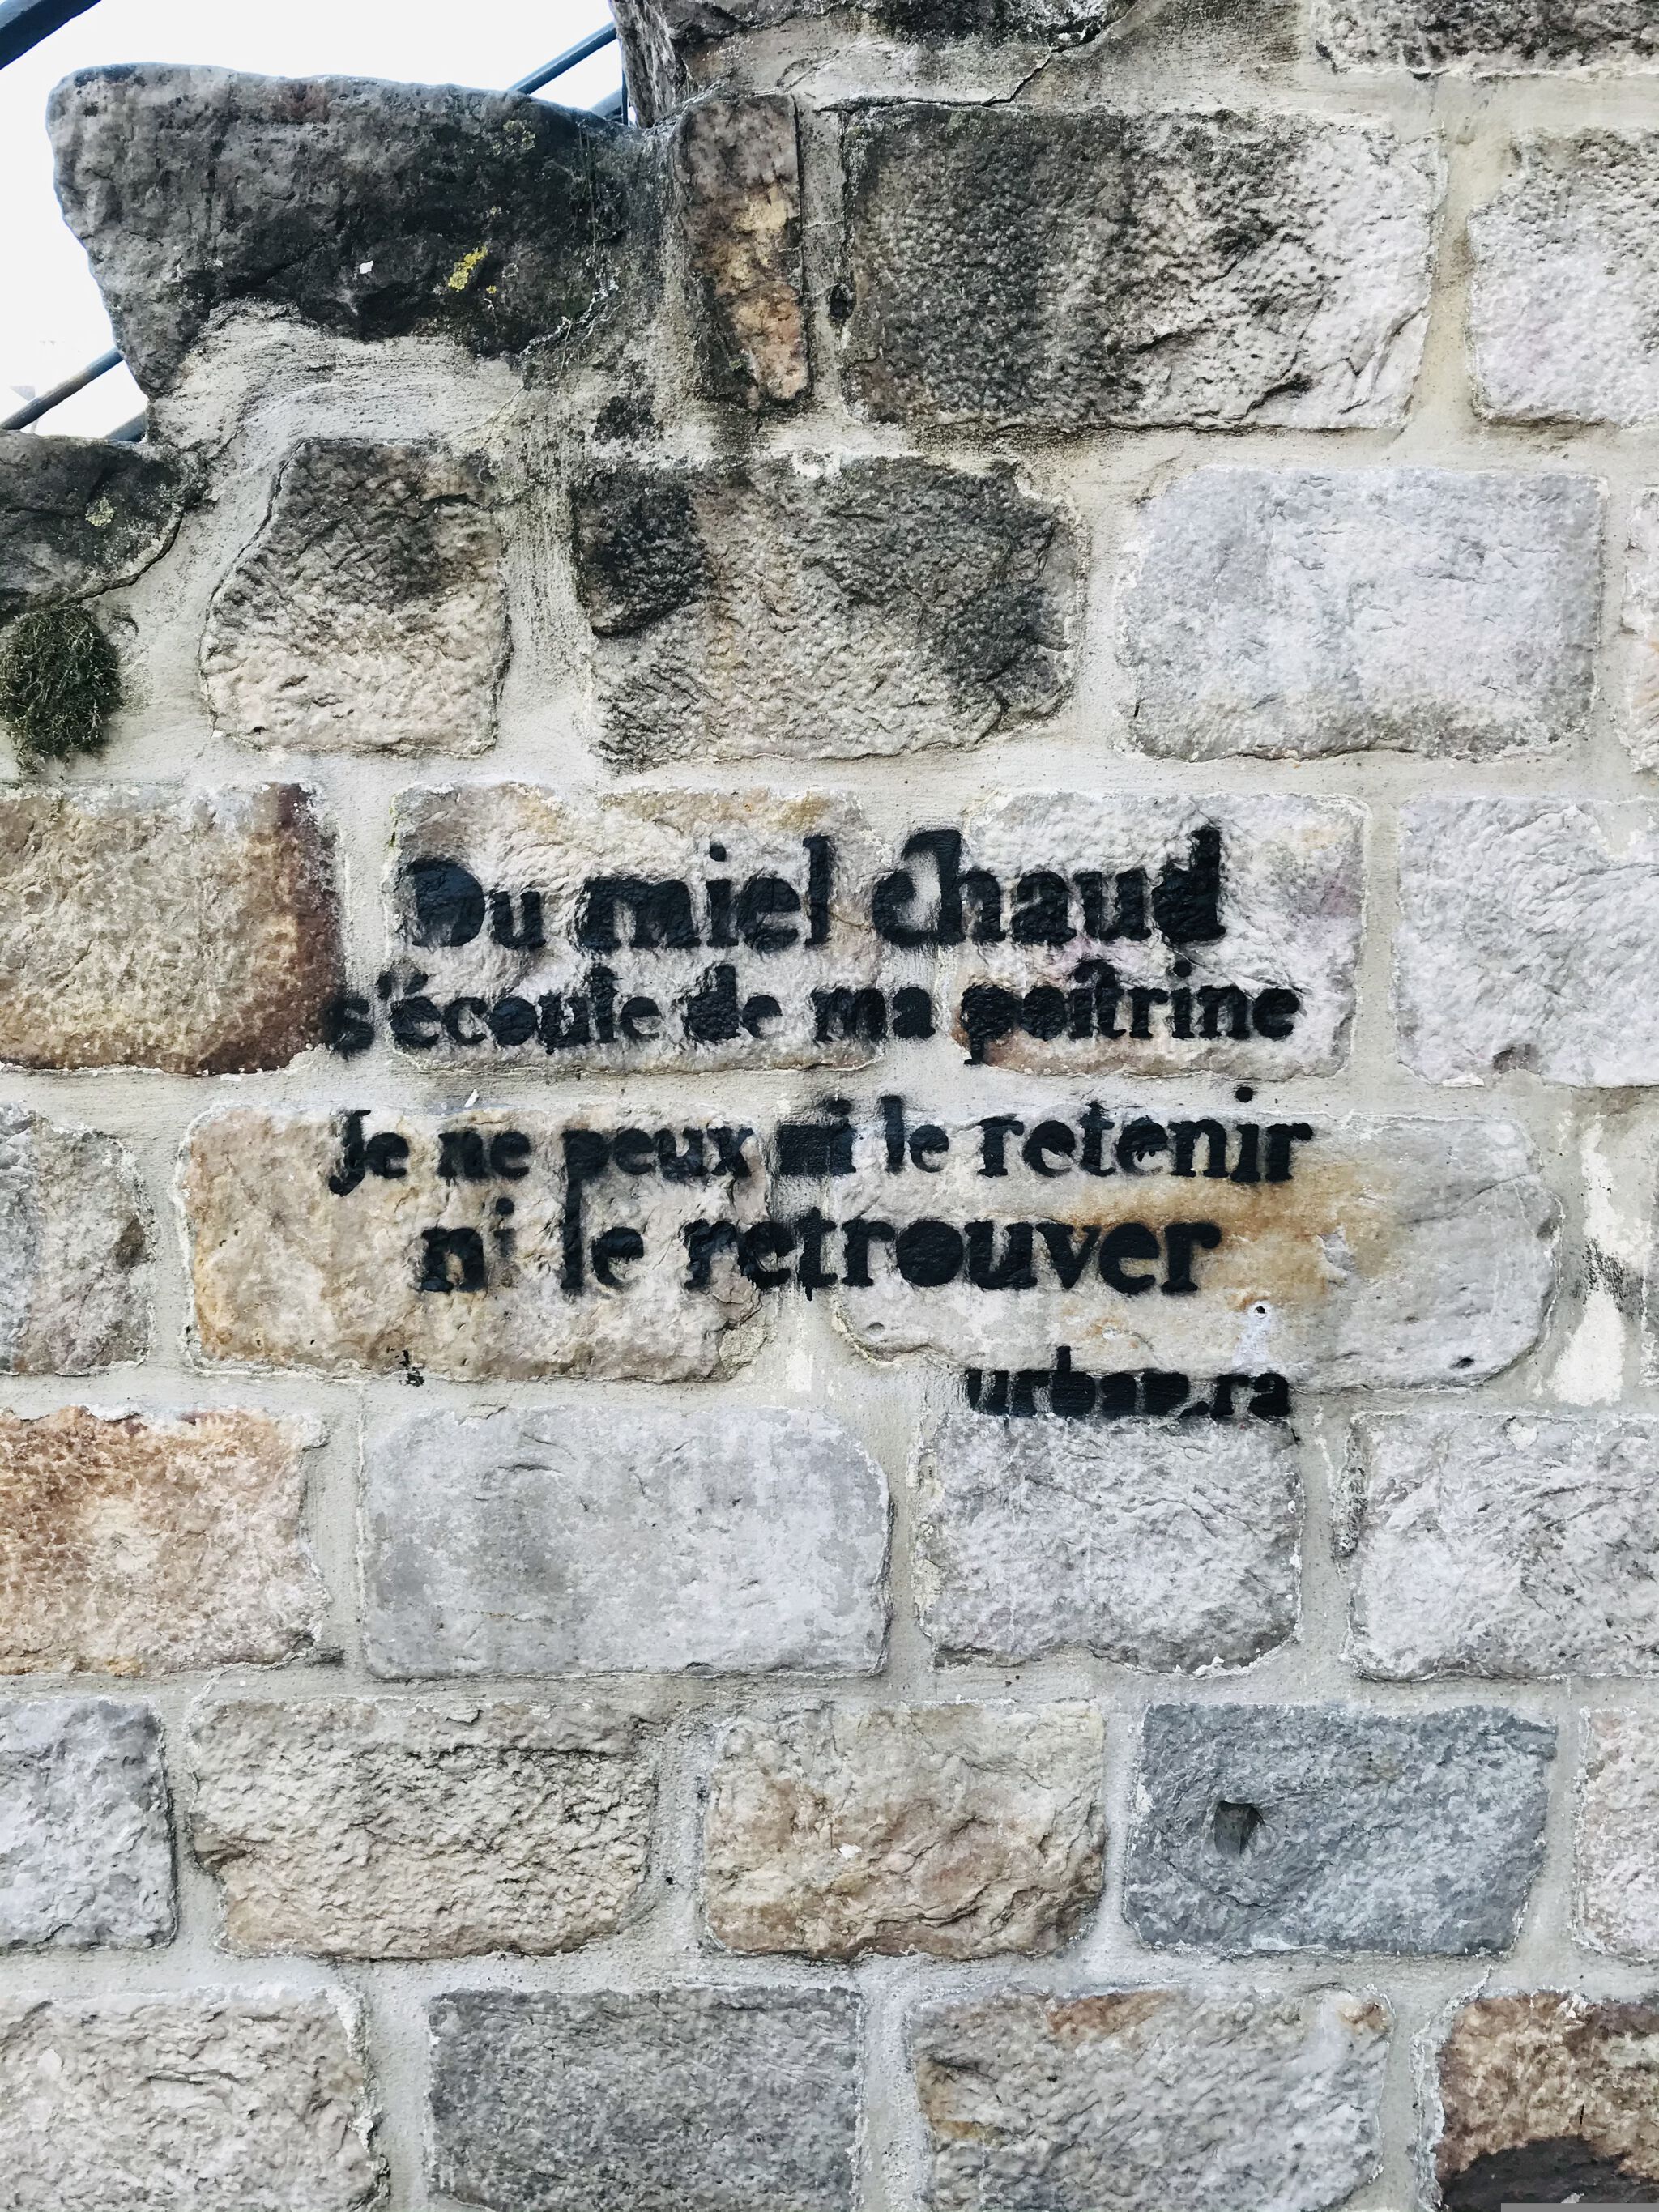 Du miel chaud
s'écoule de ma poitrine
Je ne peux ni le retenir
ni le retrouver
urban.ra